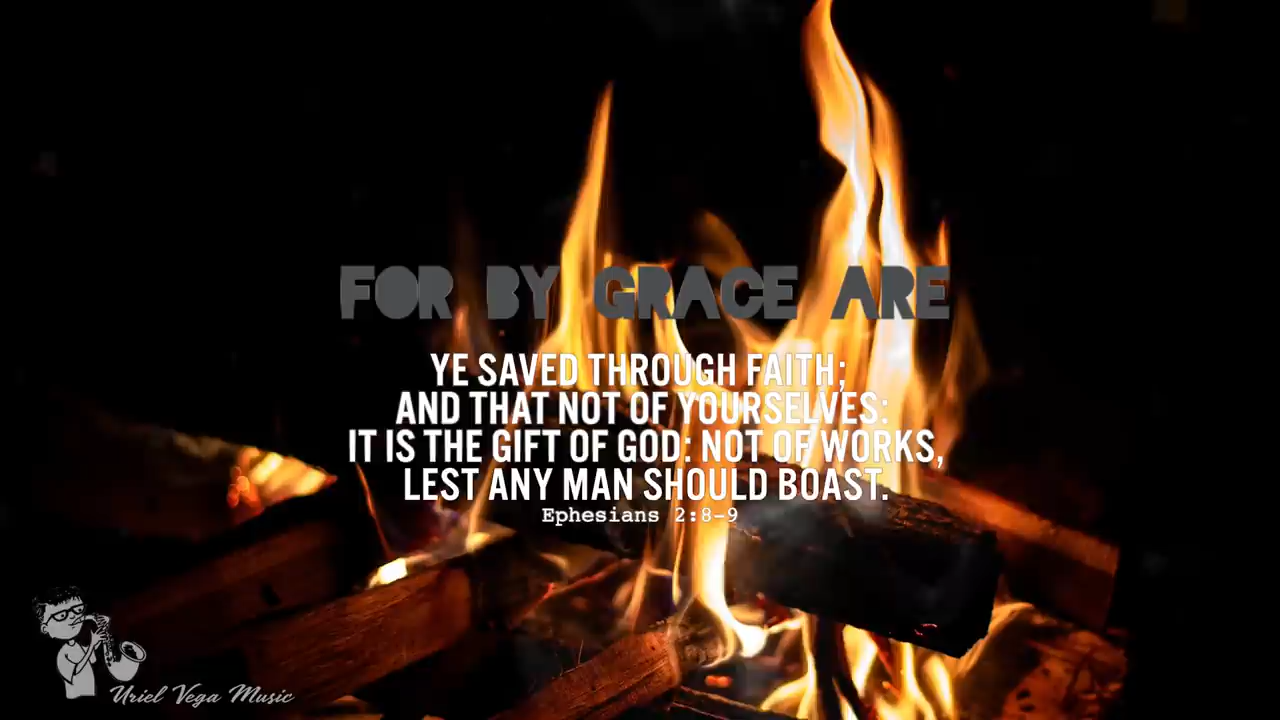 FOR BY GRACE ARE
YE SAVED THROUGH FAITH;
AND THAT NOT OF YOURSELVES:
IT IS THE GIFT OF GOD: NOT OF WORKS,
LEST ANY MAN SHOULD BOAST.
Ephesians 2:8-9
Uriel Vega Music